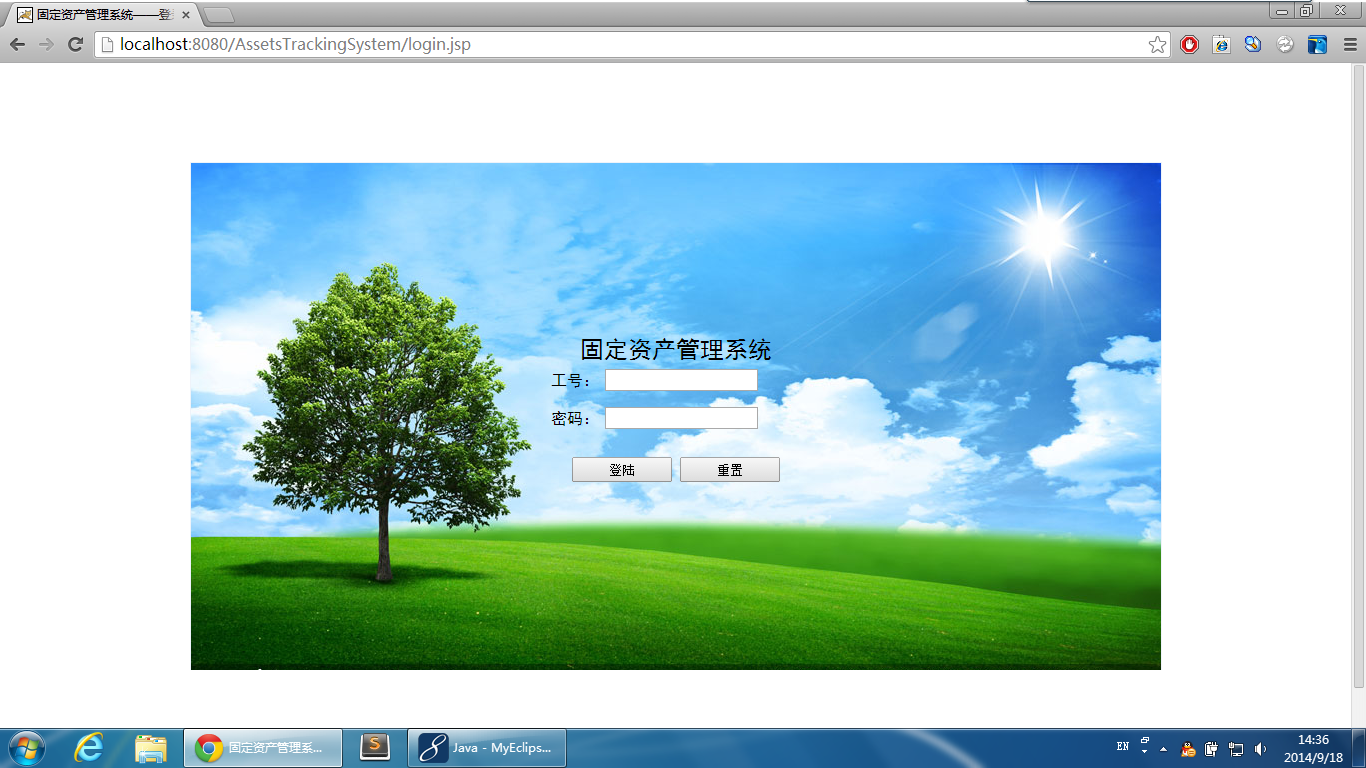 固定资产管理系统——登
localhost:8080/AssetsTrackingSystem/login.jsp
固定资产管理系统
工号：
密码：
登陆 重置
固定资产管理系...
Java - MyEclips...
EN
14:36
2014/9/18